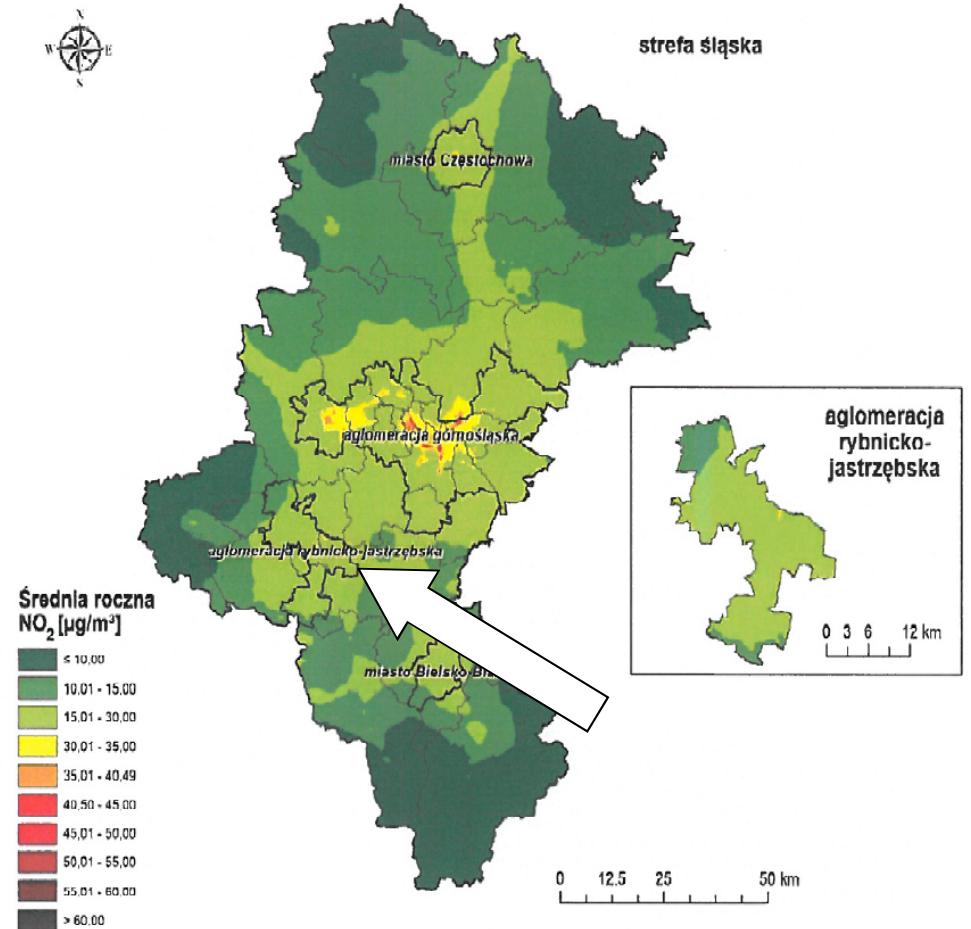 N
W E
S
strefa śląska
miasto Częstochowa
aglomeracja górnośląska
aglomeracja rybnicko-jastrzębska
miasto Bielsko-Bia
aglomeracja
rybnicko-
jastrzębska
0 3 6 12 km
Średnia roczna
NO₂ [µg/m³]
≤ 10,00
10,01 - 15,00
15,01 - 30,00
30,01 - 35,00
35,01 - 40,49
40,50 - 45,00
45,01 - 50,00
50,01 - 55,00
55,01 - 60,00
> 60,00
0 12.5 25 50 km